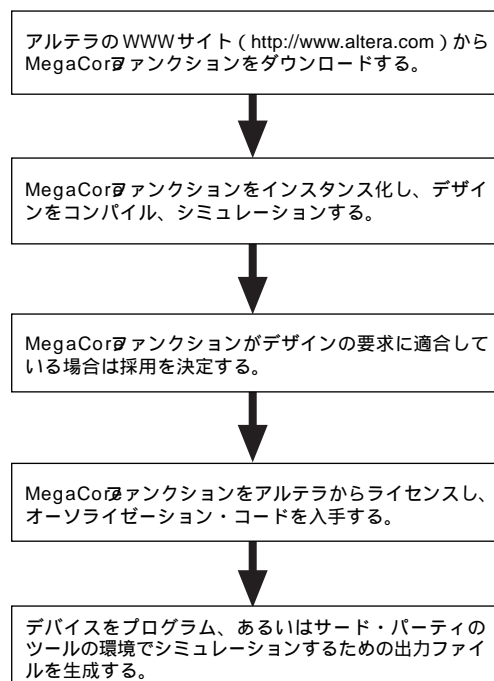 アルテラのWWWサイト（http://www.altera.com）から
MegaCoreファンクションをダウンロードする。
MegaCoreファンクションをインスタンス化し、デザイ
ンをコンパイル、シミュレーションする。
MegaCoreファンクションがデザインの要求に適合して
いる場合は採用を決定する。
MegaCoreファンクションをアルテラからライセンスし、
オーソライゼーション・コードを入手する。
デバイスをプログラム、あるいはサード・パーティの
ツールの環境でシミュレーションするための出力ファイ
ルを生成する。